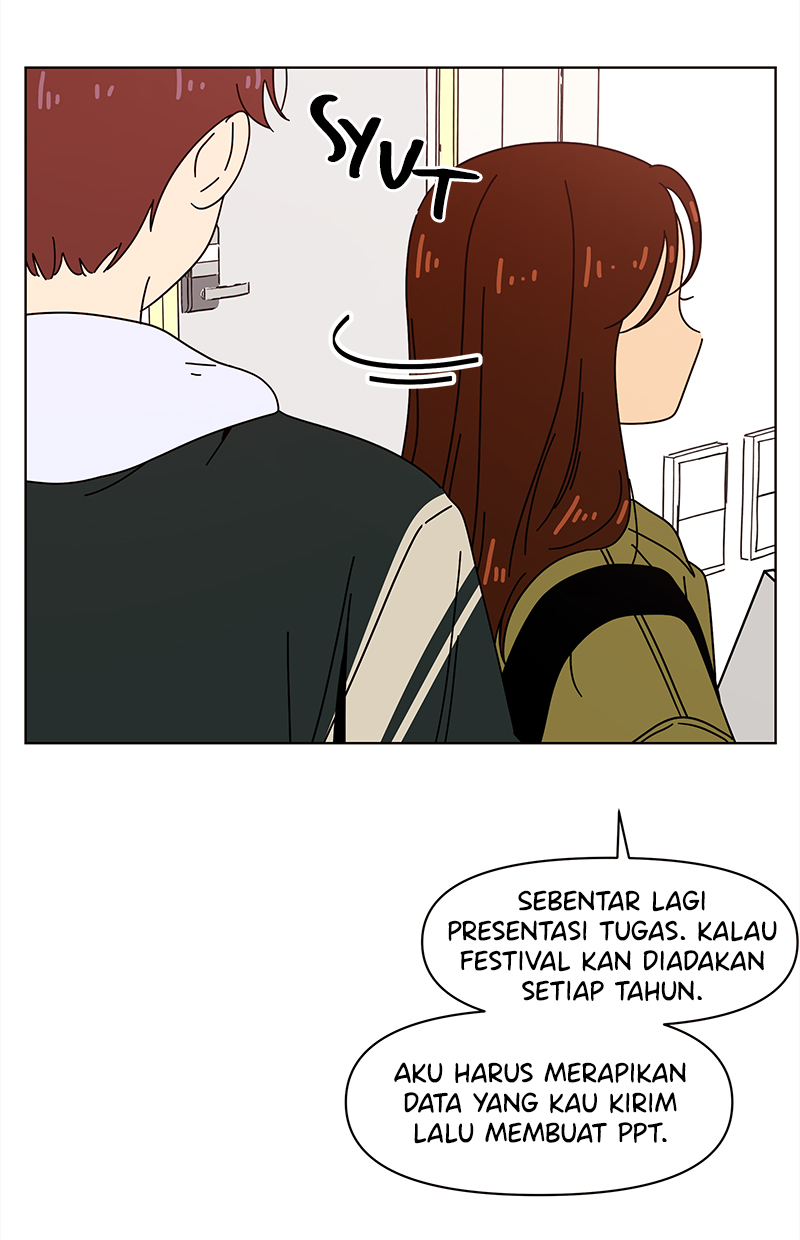 SYUT
SEBENTAR LAGI
PRESENTASI TUGAS. KALAU
FESTIVAL KAN DIADAKAN
SETIAP TAHUN.
AKU HARUS MERAPIKAN
DATA YANG KAU KIRIM
LALU MEMBUAT PPT.